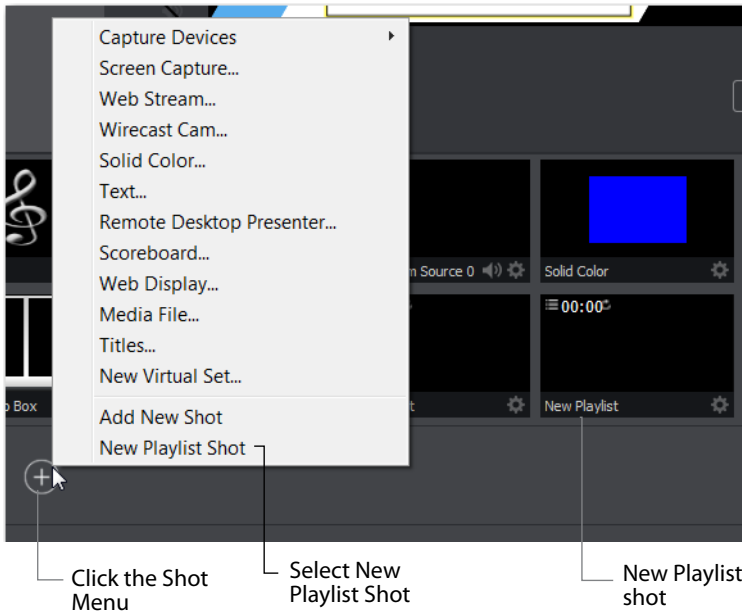 Capture Devices
Screen Capture...
Web Stream...
Wirecast Cam...
Solid Color...
Text...
Remote Desktop Presenter...
Scoreboard...
Web Display...
Media File...
Titles...
New Virtual Set...
Add New Shot
New Playlist Shot
Source 0
Solid Color
00:00
Box
New Playlist
Click the Shot
Menu
Select New
Playlist Shot
New Playlist
shot